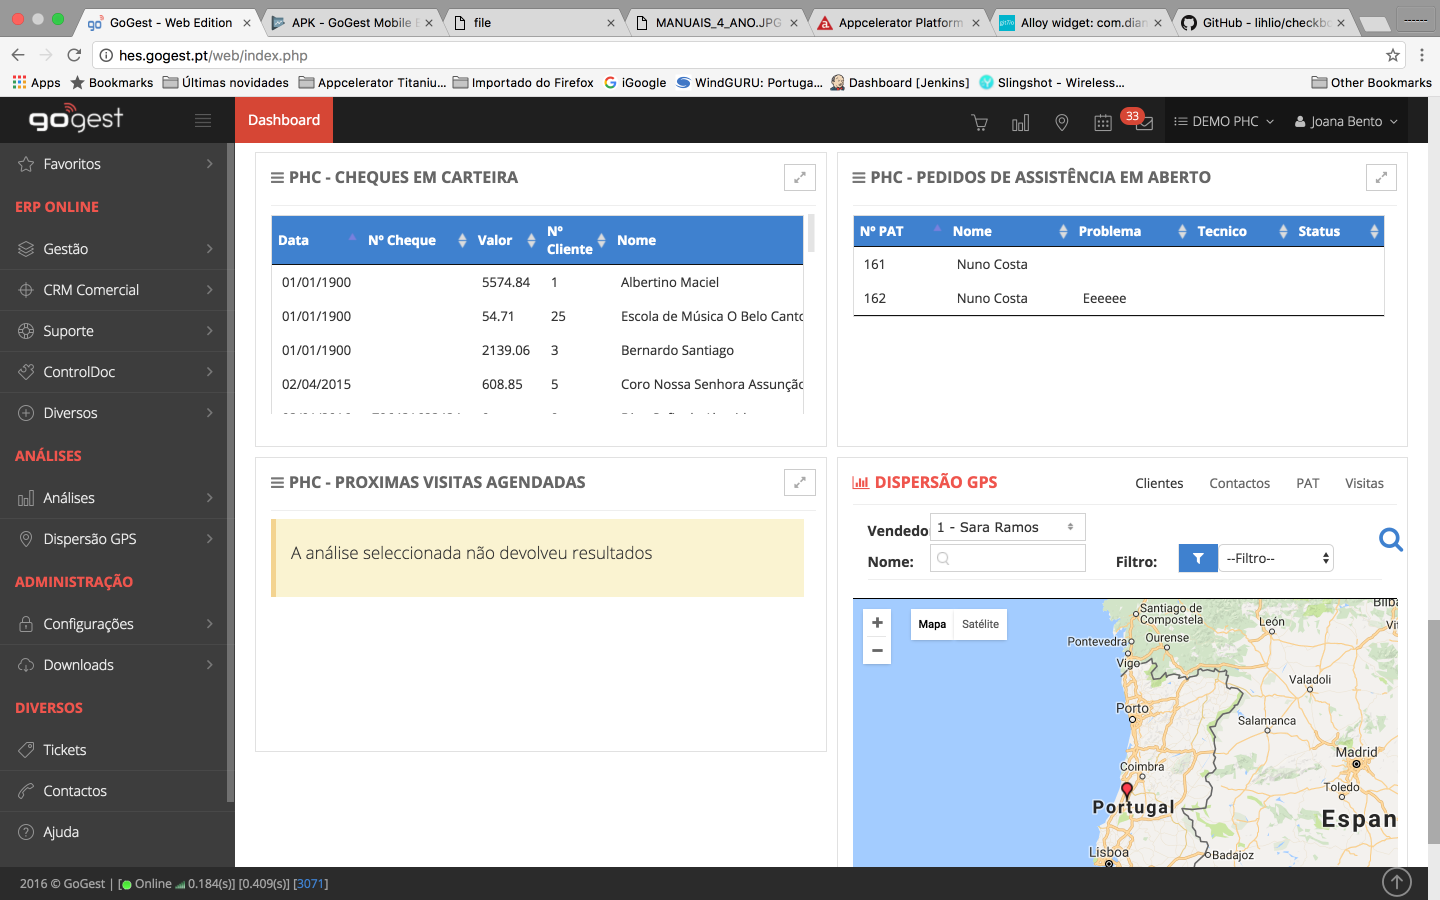 GoGest - Web Edition
APK - GoGest Mobile
file
MANUAIS_4_ANO.JPG
Appcelerator Platform
Alloy widget: com.dian
GitHub - lihlio/checkbo
hes.gogest.pt/web/index.php
Apps
Bookmarks
Últimas novidades
Appcelerator Titaniu...
Importado do Firefox
iGoogle
WindGURU: Portuga...
Dashboard [Jenkins]
Slingshot - Wireless...
Other Bookmarks
gogest
Dashboard
33
DEMO PHC
Joana Bento
Favoritos
ERP ONLINE
Gestão
CRM Comercial
Suporte
ControlDoc
Diversos
ANÁLISES
Análises
Dispersão GPS
ADMINISTRAÇÃO
Configurações
Downloads
DIVERSOS
Tickets
Contactos
Ajuda
PHC - CHEQUES EM CARTEIRA
Data Nº Cheque Valor Nº Cliente Nome
01/01/1900 5574.84 1 Albertino Maciel
01/01/1900 54.71 25 Escola de Música O Belo Canto
01/01/1900 2139.06 3 Bernardo Santiago
02/04/2015 608.85 5 Coro Nossa Senhora Assunção
PHC - PEDIDOS DE ASSISTÊNCIA EM ABERTO
Nº PAT Nome Problema Tecnico Status
161 Nuno Costa
162 Nuno Costa Eeeeee
PHC - PROXIMAS VISITAS AGENDADAS
A análise seleccionada não devolveu resultados
DISPERSÃO GPS
Clientes Contactos PAT Visitas
Vendedo 1 - Sara Ramos
Nome: Filtro: --Filtro--
Mapa Satélite
Santiago de
Compostela
León
Bilba
Vit
Pontevedra
Ourense
Vigo
Valladoli
Porto
Salamanca
Coimbra
Madrid
Toledo
Portugal
Espan
Lisboa
Badajoz
2016 © GoGest | [ Online 0.184(s)] [0.409(s)] [3071]